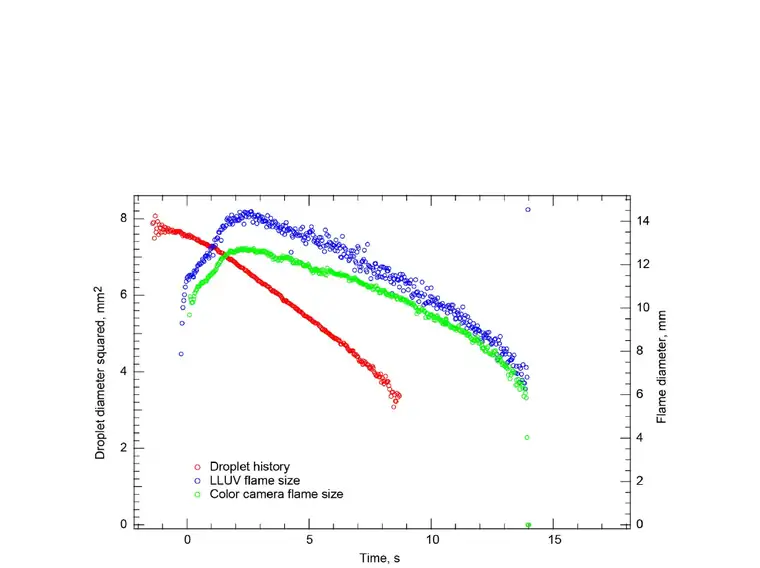 8
6
4
2
0
Droplet diameter squared, mm2
14
12
10
8
6
4
2
0
Flame diameter, mm
Droplet history
LLUV flame size
Color camera flame size
0 5 10 15
Time, s